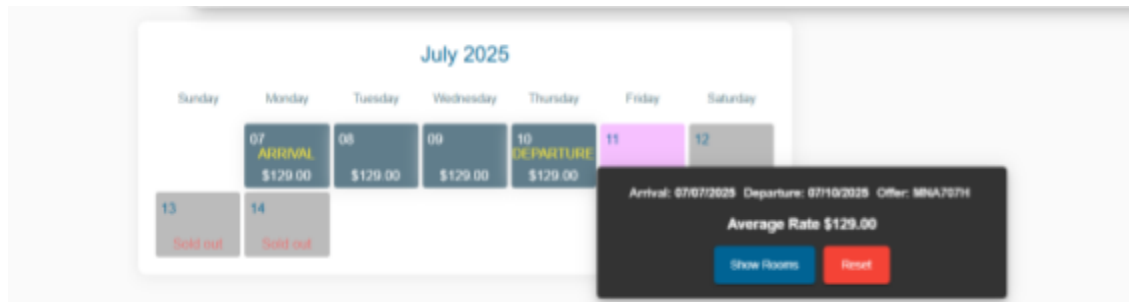 July 2025
Sunday Monday Tuesday Wednesday Thursday Friday Saturday
07 08 09 10 11 12
ARRIVAL DEPARTURE
$129.00 $129.00 $129.00 $129.00
Arrival: 07/07/2025 Departure: 07/10/2025 Offer: MNA707H
Average Rate $129.00
Show Rooms Reset
13 14
Sold out Sold out